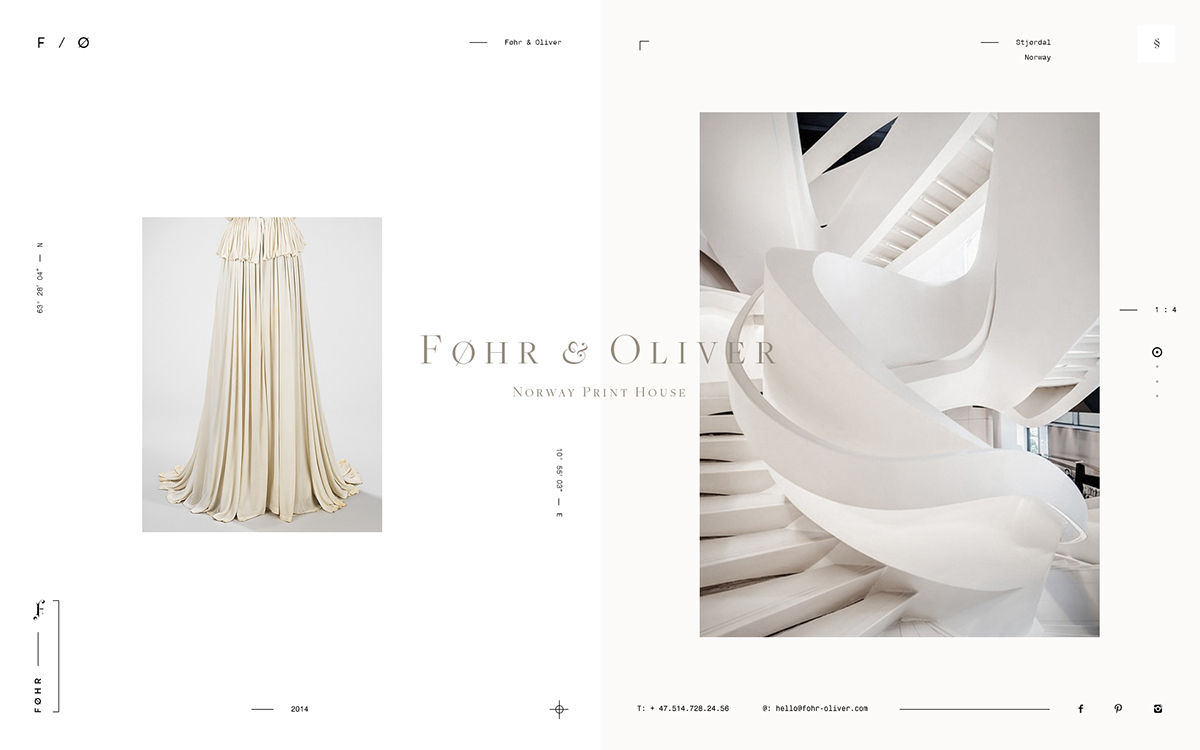 F / Ø
Føhr & Oliver
Stjørdal
Norway
§
63° 28' 04" — N
1 : 4
Føhr & Oliver
Norway Print House
10° 55' 03" — E
F
FØHR
2014
T: + 47.514.728.24.56
@: hello@fohr-oliver.com